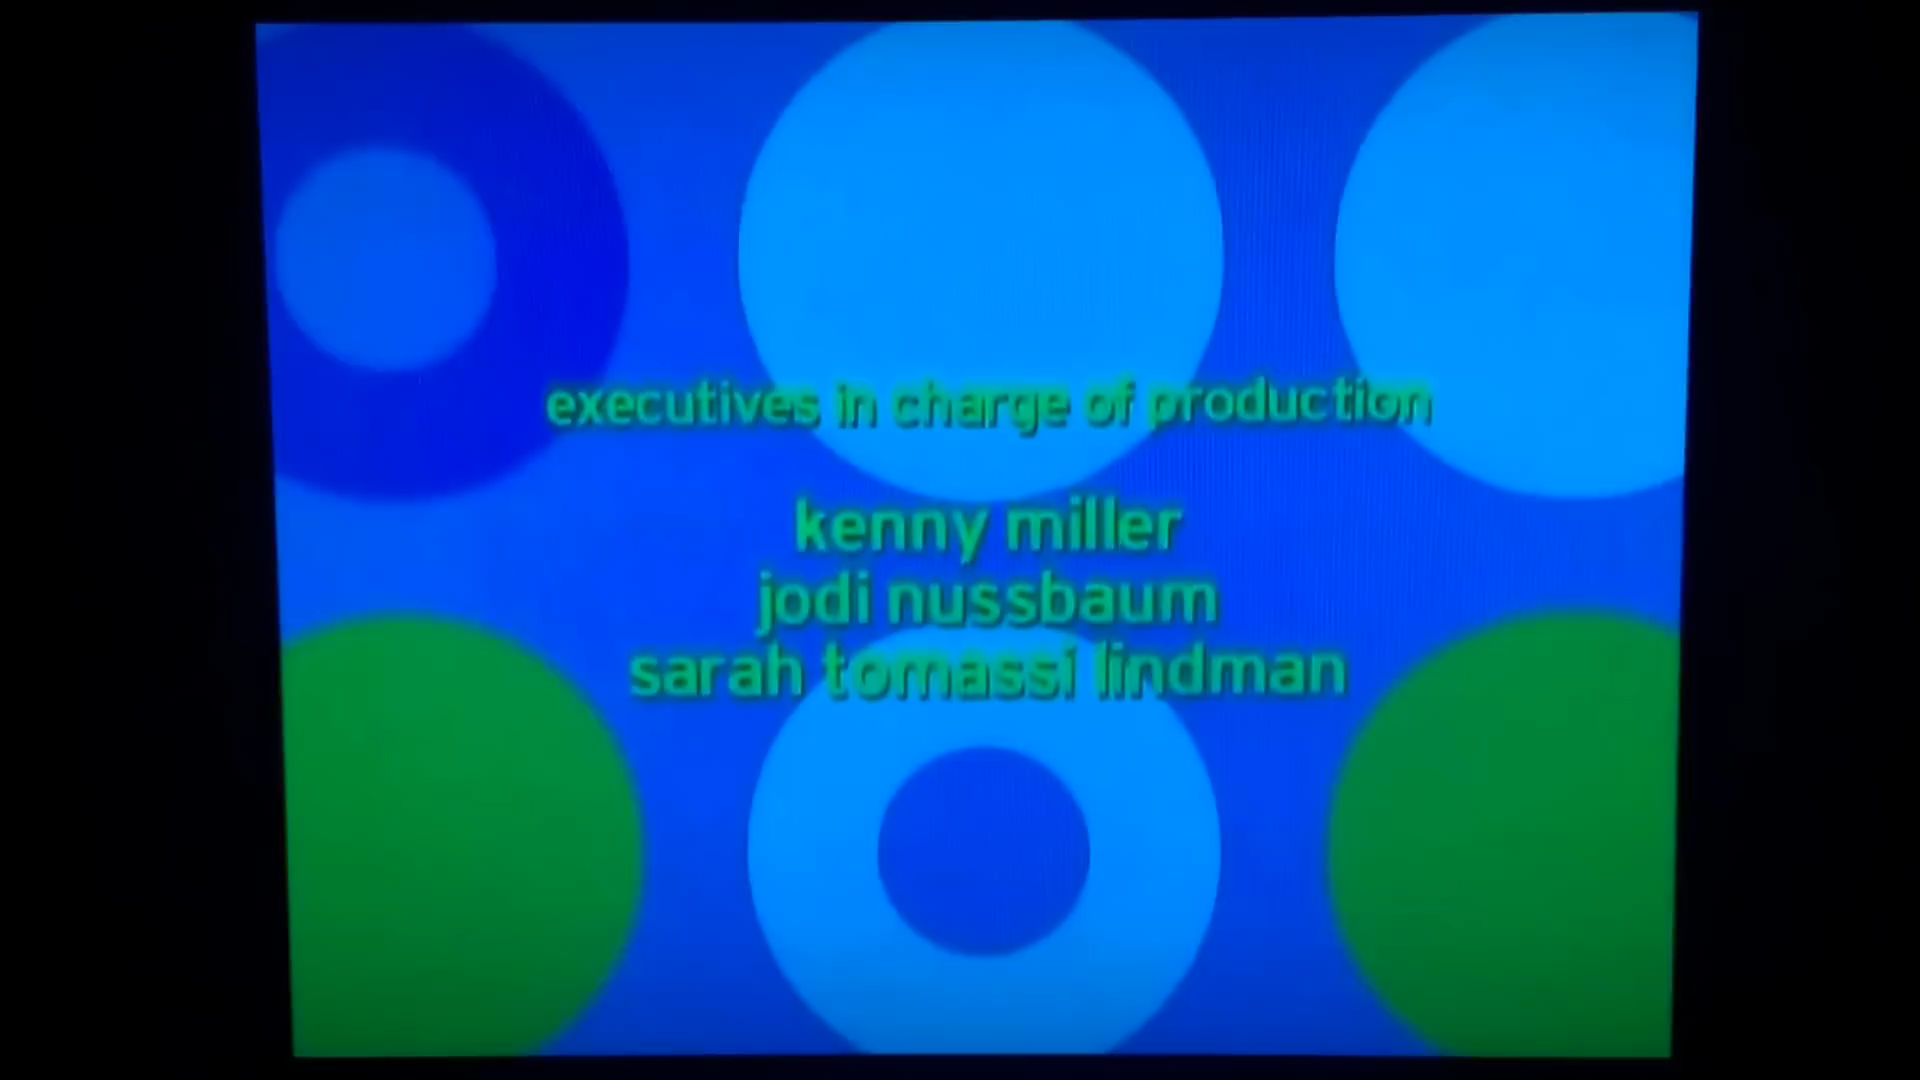 executives in charge of production
kenny miller
jodi nussbaum
sarah tomassi lindman